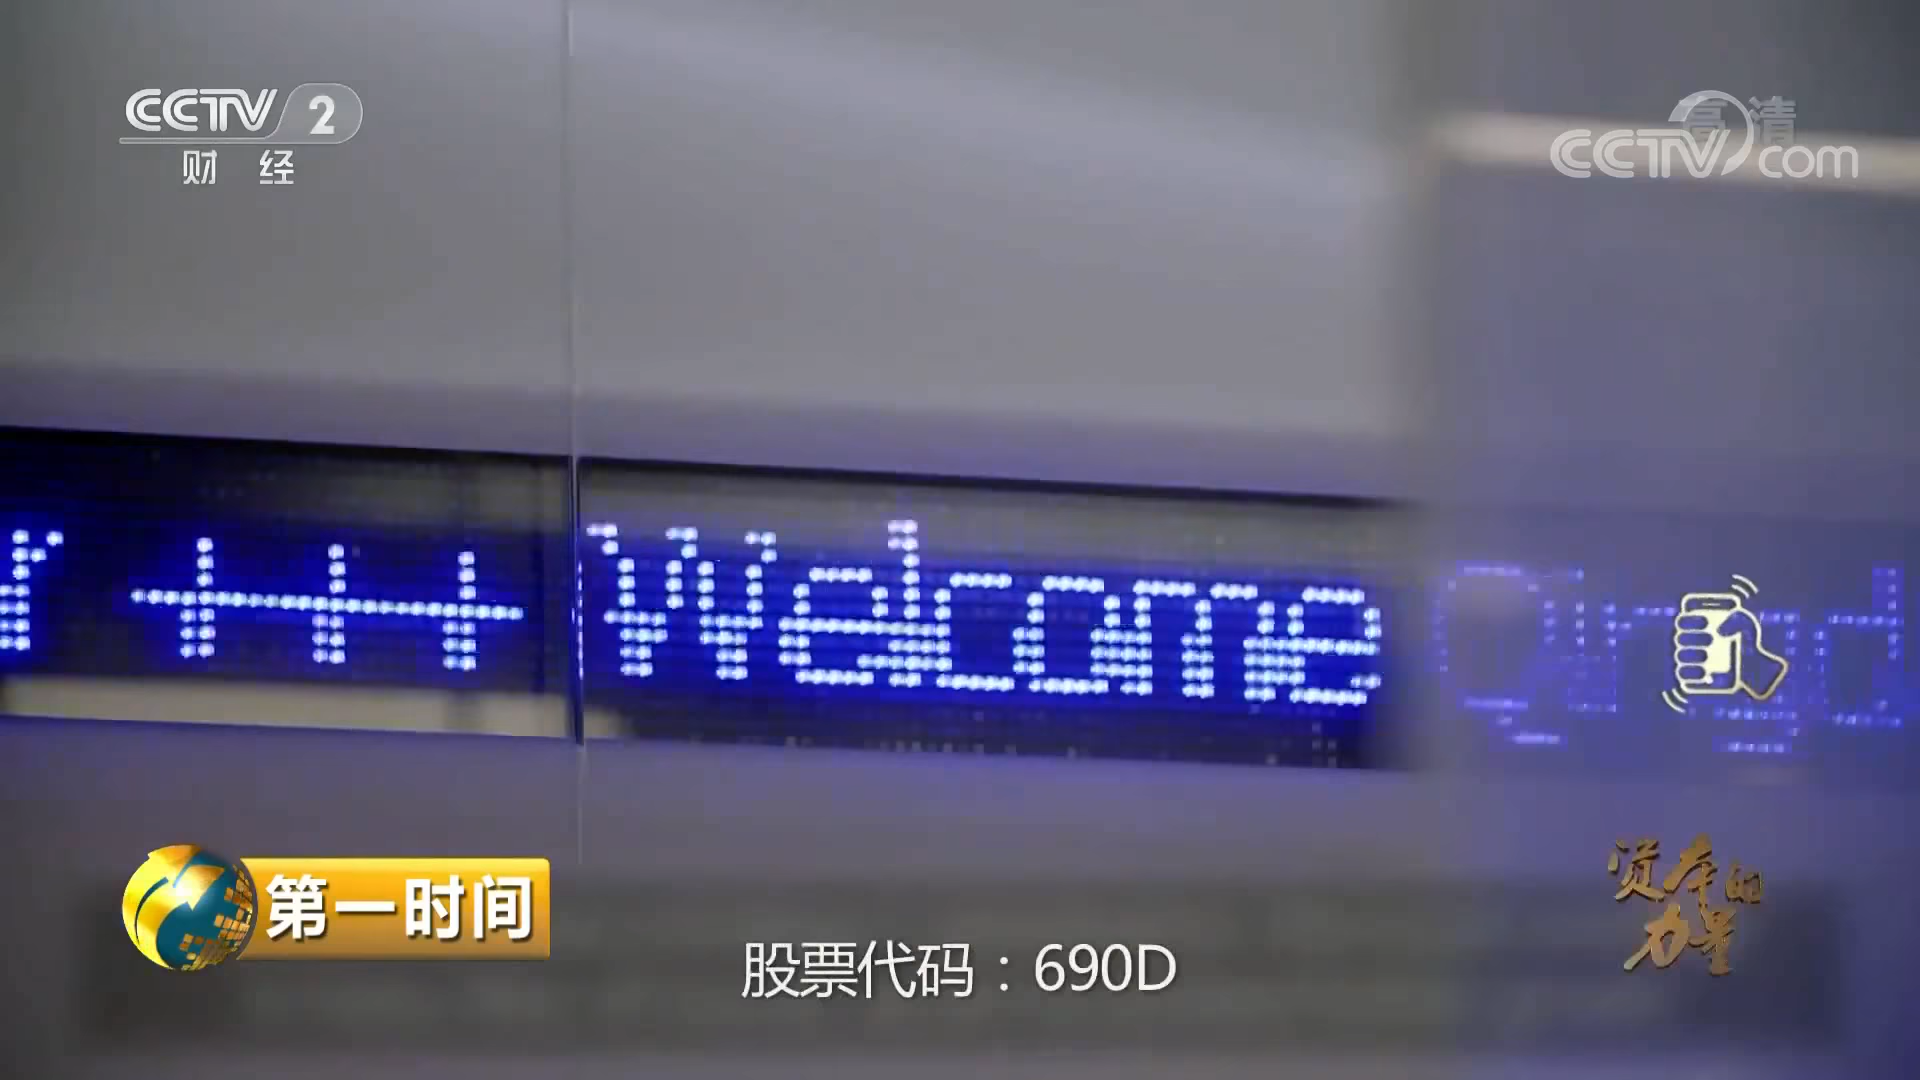 CCTV 2
财 经
高清
CCTV com
r +++ Welcome Qingd
资本的
力量
第一时间
股票代码：690D